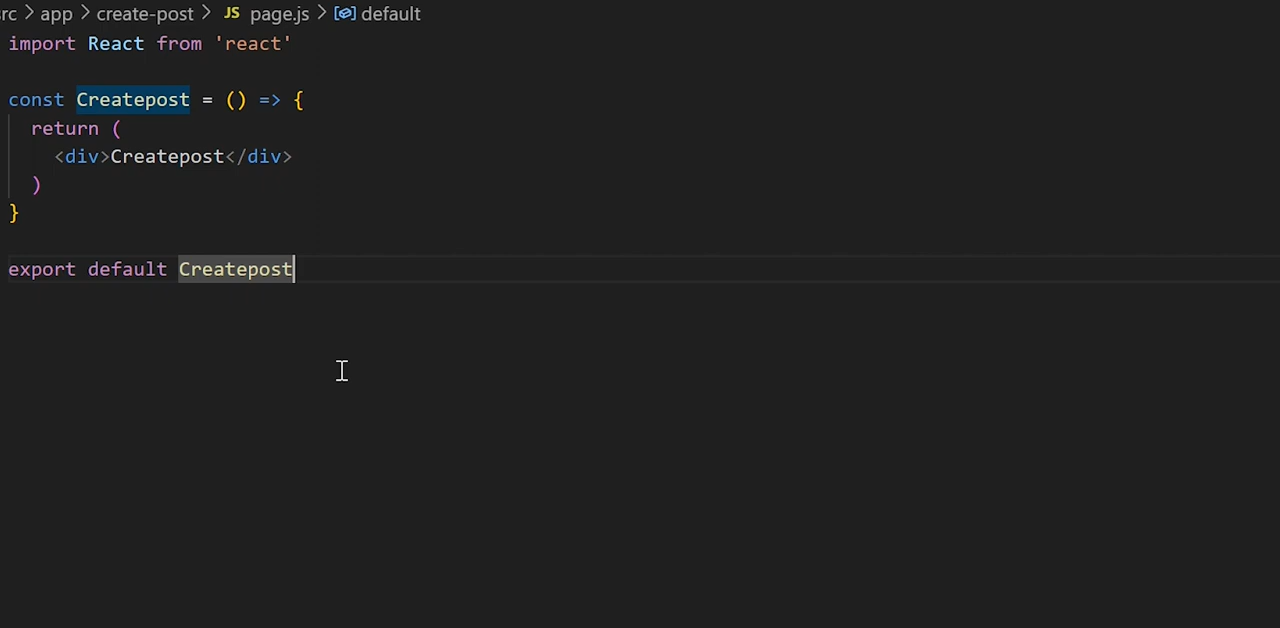 rc > app > create-post > JS page.js > default
import React from 'react'
const Createpost = () => {
return (
<div>Createpost</div>
)
}
export default Createpost